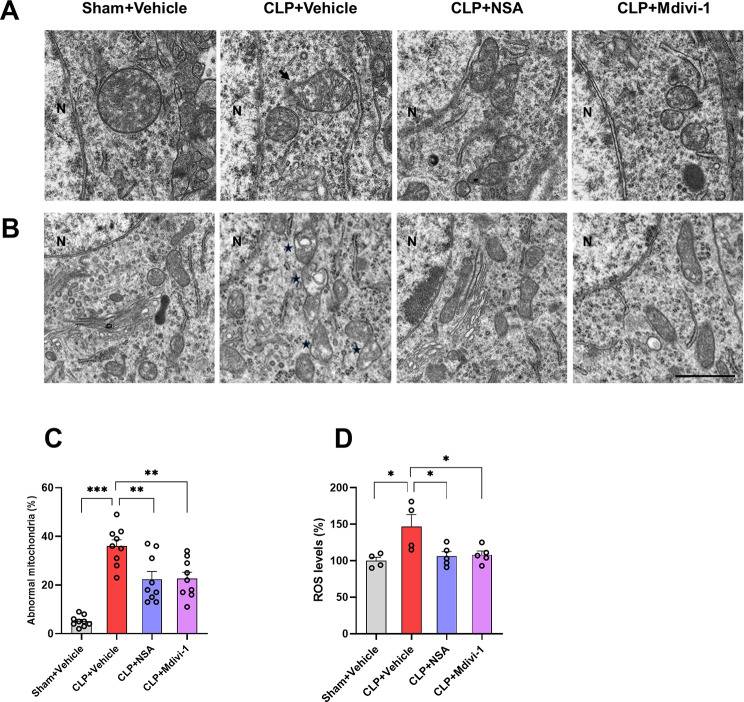 A
Sham+Vehicle CLP+Vehicle CLP+NSA CLP+Mdivi-1
N N N N
B
N N N N
C
Abnormal mitochondria (%)
*** ** **
60
40
20
0
Sham+Vehicle CLP+Vehicle CLP+NSA CLP+Mdivi-1
D
ROS levels (%)
* * *
200
150
100
50
0
Sham+Vehicle CLP+Vehicle CLP+NSA CLP+Mdivi-1